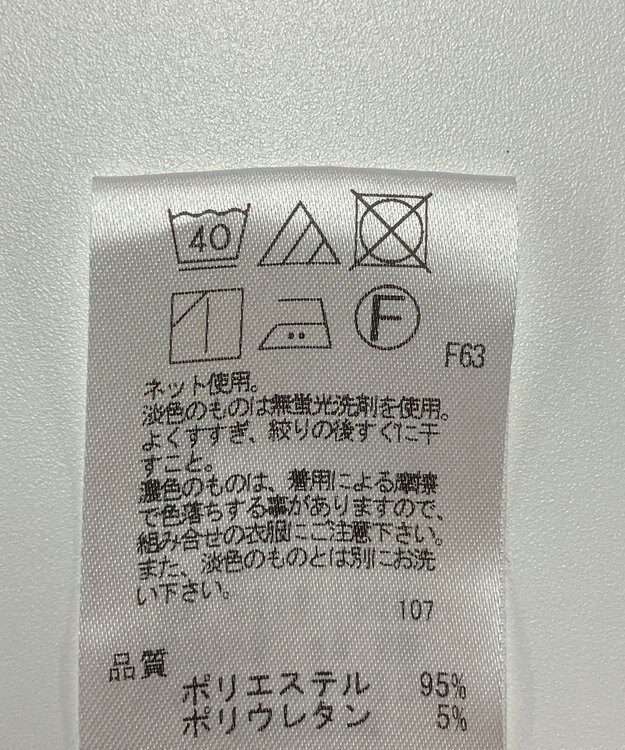 40
F
F63
ネット使用。
淡色のものは無蛍光洗剤を使用。
よくすすぎ、絞りの後すぐに干
すこと。
濃色のものは、着用による摩擦
で色落ちする事がありますので、
組み合せの衣服にご注意下さい。
また、淡色のものとは別にお洗
い下さい。
107
品質
ポリエステル 95%
ポリウレタン 5%